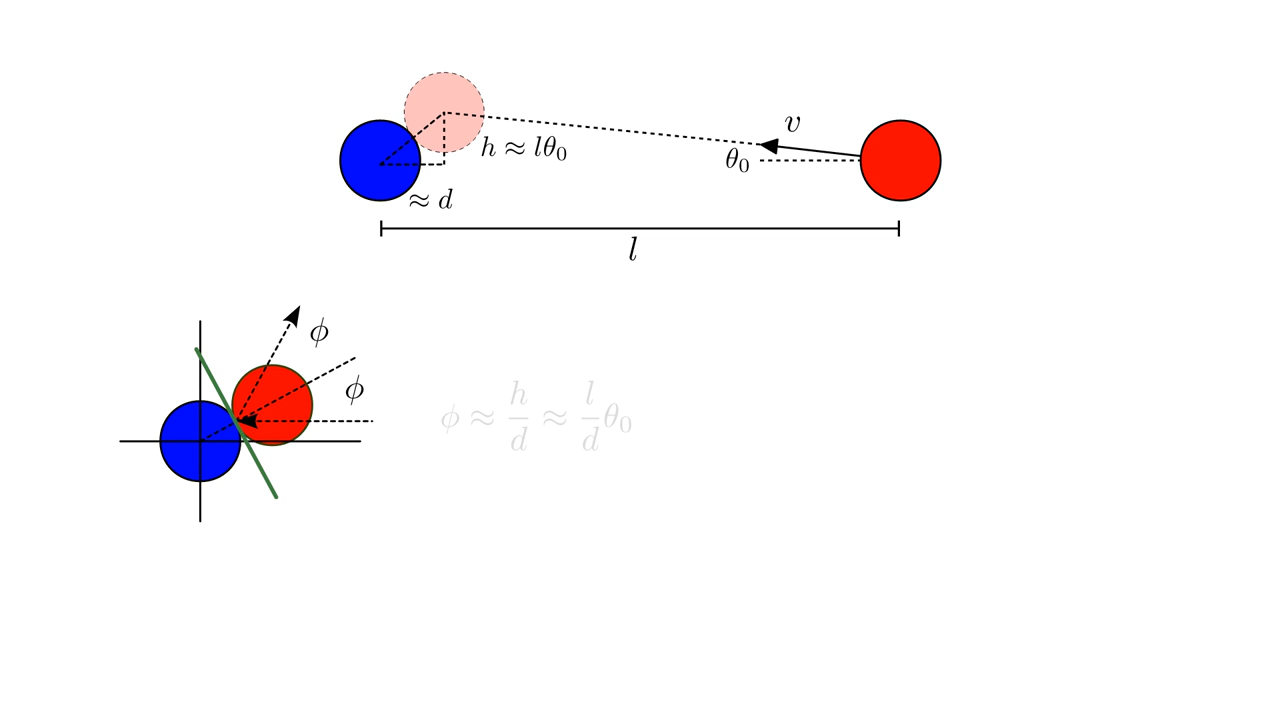 v
θ₀
h ≈ lθ₀
≈ d
l
ϕ
ϕ
ϕ ≈ h/d ≈ l/d θ₀